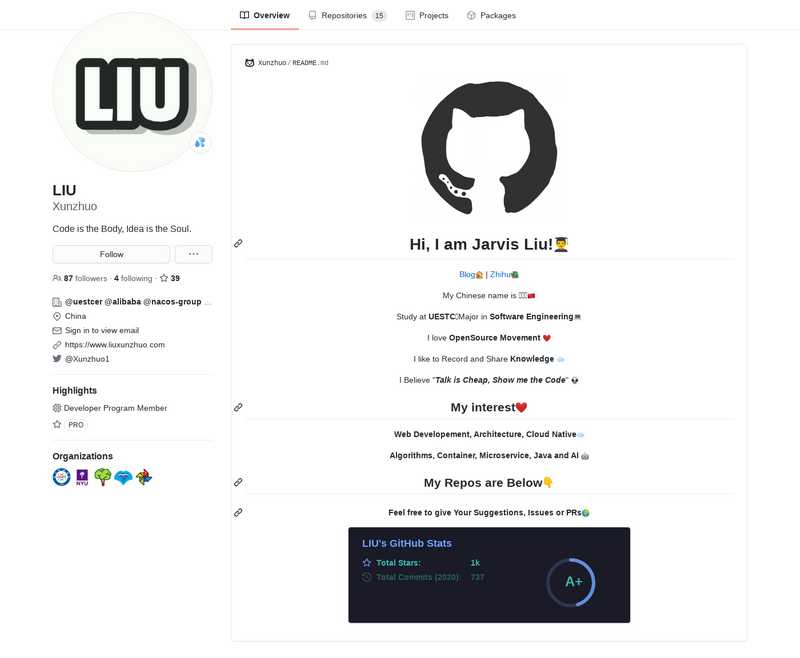 Overview
Repositories 15
Projects
Packages
LIU
LIU
Xunzhuo
Code is the Body, Idea is the Soul.
Follow
87 followers · 4 following · 39
@uestcer @alibaba @nacos-group ...
China
Sign in to view email
https://www.liuxunzhuo.com
@Xunzhuo1
Highlights
Developer Program Member
PRO
Organizations
NYU
Xunzhuo / README.md
Hi, I am Jarvis Liu!
Blog | Zhihu
My Chinese name is
Study at UESTC Major in Software Engineering
I love OpenSource Movement
I like to Record and Share Knowledge
I Believe "Talk is Cheap, Show me the Code"
My interest
Web Developement, Architecture, Cloud Native
Algorithms, Container, Microservice, Java and AI
My Repos are Below
Feel free to give Your Suggestions, Issues or PRs
LIU's GitHub Stats
Total Stars: 1k
Total Commits (2020): 737
A+